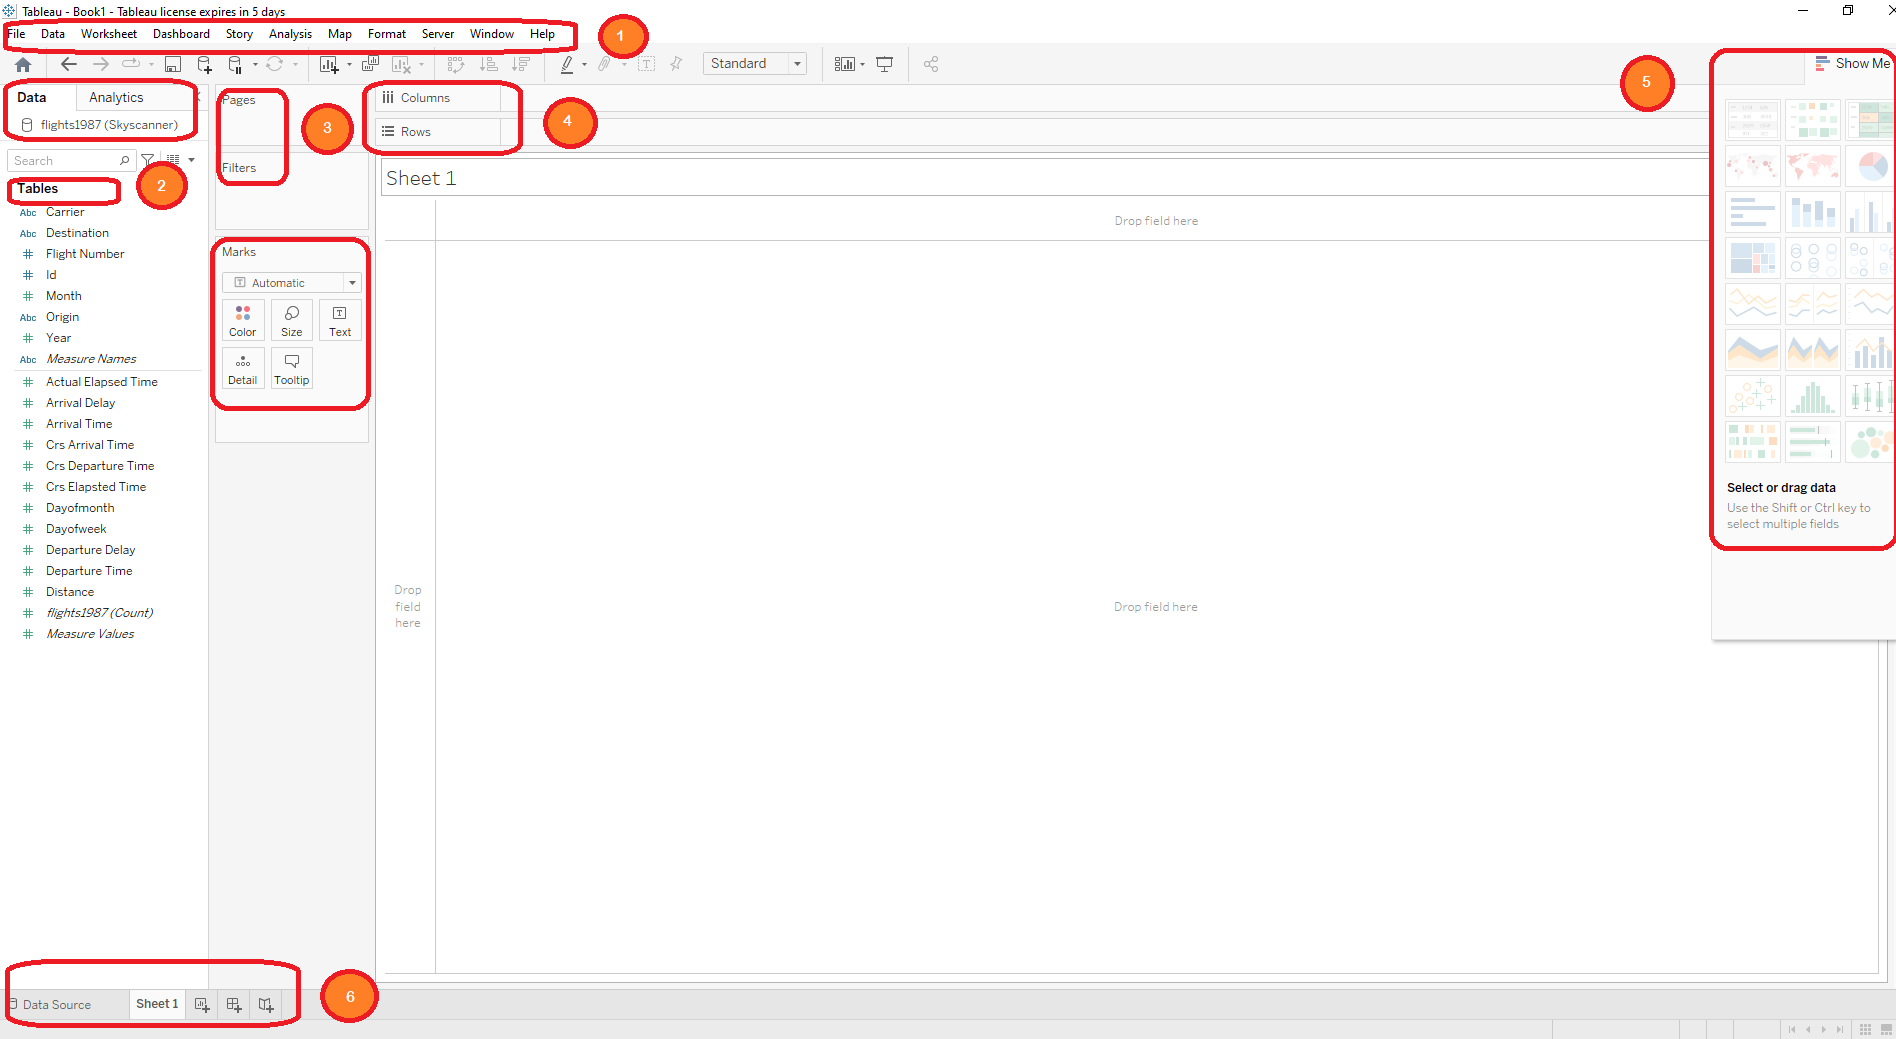 Tableau - Book1 - Tableau license expires in 5 days
File Data Worksheet Dashboard Story Analysis Map Format Server Window Help
1
Standard
Show Me
5
Data Analytics
flights1987 (Skyscanner)
Search
2
Tables
Abc Carrier
Abc Destination
# Flight Number
# Id
# Month
Abc Origin
# Year
Abc Measure Names
# Actual Elapsed Time
# Arrival Delay
# Arrival Time
# Crs Arrival Time
# Crs Departure Time
# Crs Elapsted Time
# Dayofmonth
# Dayofweek
# Departure Delay
# Departure Time
# Distance
# flights1987 (Count)
# Measure Values
Pages
3
Filters
Marks
Automatic
Color Size Text
Detail Tooltip
Columns
Rows
4
Sheet 1
Drop field here
Drop
field
here
Drop field here
Select or drag data
Use the Shift or Ctrl key to
select multiple fields
Data Source Sheet 1
6